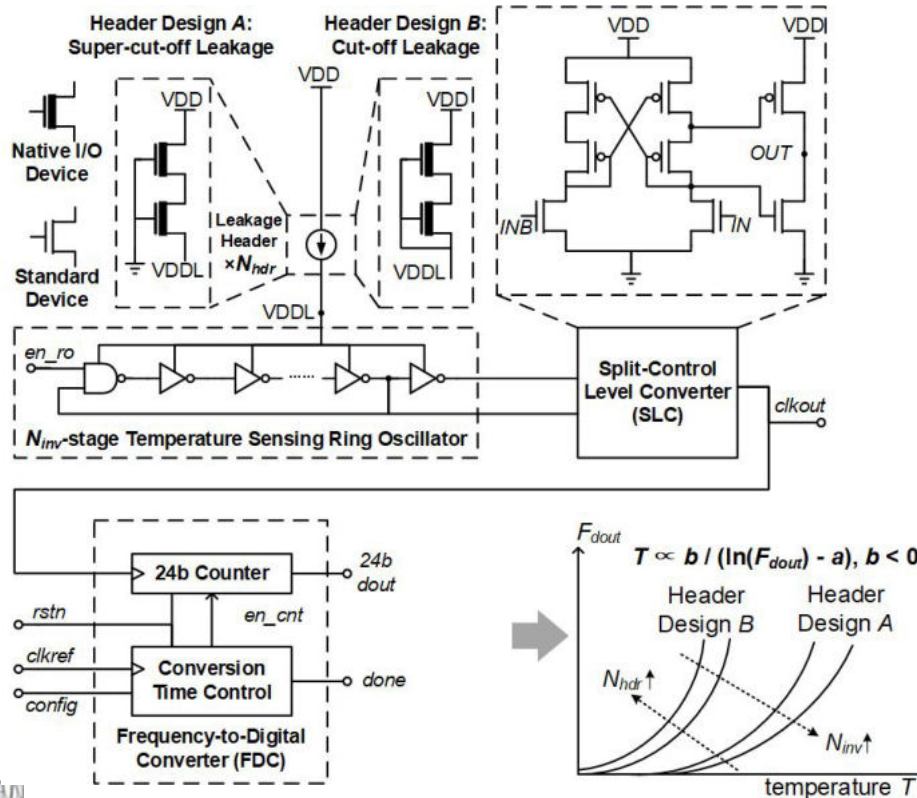 Header Design A:
Super-cut-off Leakage
Header Design B:
Cut-off Leakage
VDD
VDD
VDD
VDD
VDD
Native I/O
Device
Standard
Device
VDDL
Leakage
Header
×Nhdr
VDDL
VDDL
OUT
INB
IN
en_ro
Ninv-stage Temperature Sensing Ring Oscillator
Split-Control
Level Converter
(SLC)
clkout
24b Counter
24b
dout
rstn
en_cnt
clkref
config
Conversion
Time Control
done
Frequency-to-Digital
Converter (FDC)
Fdout
T ∝ b / (ln(Fdout) - a), b < 0
Header
Design B
Header
Design A
Nhdr↑
Ninv↑
temperature T